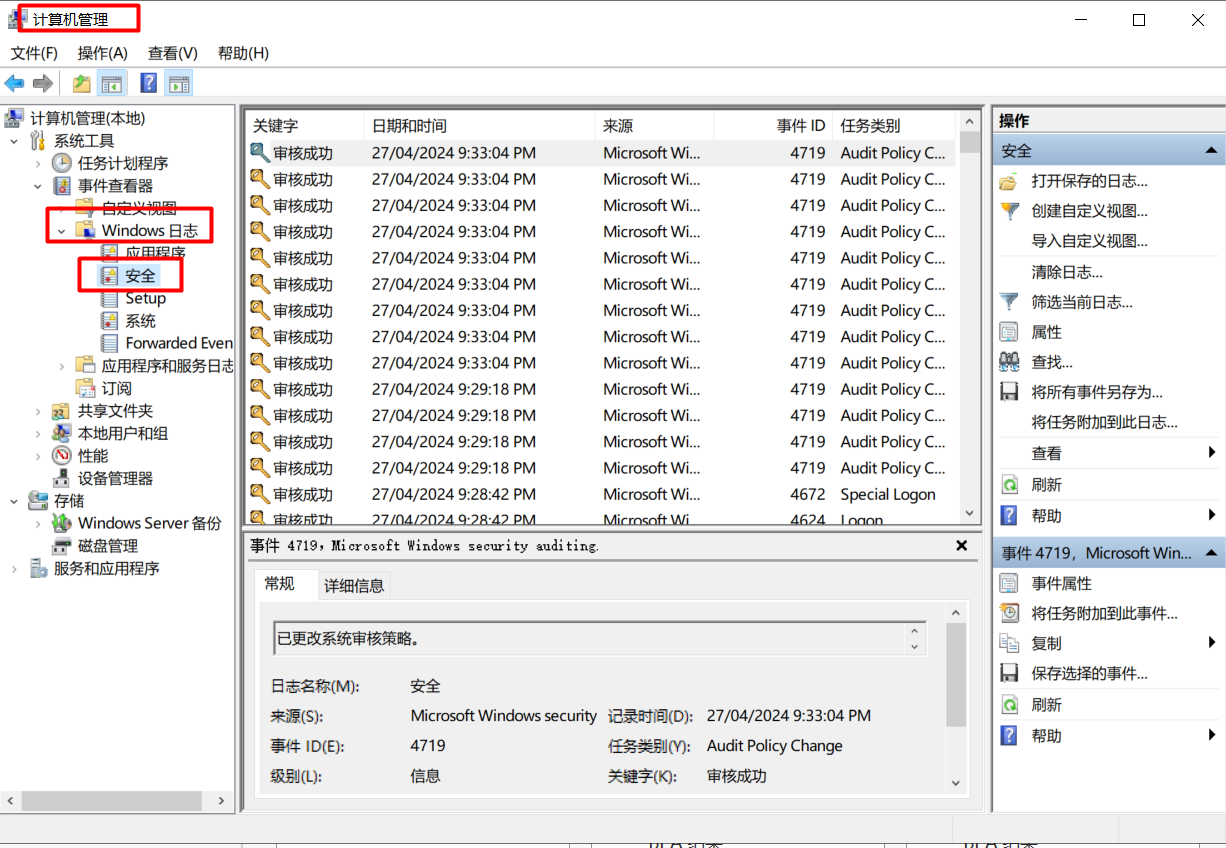 计算机管理
文件(F) 操作(A) 查看(V) 帮助(H)
计算机管理(本地)
系统工具
任务计划程序
事件查看器
自定义视图
Windows 日志
应用程序
安全
Setup
系统
Forwarded Even
应用程序和服务日志
订阅
共享文件夹
本地用户和组
性能
设备管理器
存储
Windows Server 备份
磁盘管理
服务和应用程序
关键字 日期和时间 来源 事件 ID 任务类别
审核成功 27/04/2024 9:33:04 PM Microsoft Wi... 4719 Audit Policy C...
审核成功 27/04/2024 9:33:04 PM Microsoft Wi... 4719 Audit Policy C...
审核成功 27/04/2024 9:33:04 PM Microsoft Wi... 4719 Audit Policy C...
审核成功 27/04/2024 9:33:04 PM Microsoft Wi... 4719 Audit Policy C...
审核成功 27/04/2024 9:33:04 PM Microsoft Wi... 4719 Audit Policy C...
审核成功 27/04/2024 9:33:04 PM Microsoft Wi... 4719 Audit Policy C...
审核成功 27/04/2024 9:33:04 PM Microsoft Wi... 4719 Audit Policy C...
审核成功 27/04/2024 9:33:04 PM Microsoft Wi... 4719 Audit Policy C...
审核成功 27/04/2024 9:33:04 PM Microsoft Wi... 4719 Audit Policy C...
审核成功 27/04/2024 9:29:18 PM Microsoft Wi... 4719 Audit Policy C...
审核成功 27/04/2024 9:29:18 PM Microsoft Wi... 4719 Audit Policy C...
审核成功 27/04/2024 9:29:18 PM Microsoft Wi... 4719 Audit Policy C...
审核成功 27/04/2024 9:29:18 PM Microsoft Wi... 4719 Audit Policy C...
审核成功 27/04/2024 9:28:42 PM Microsoft Wi... 4672 Special Logon
审核成功 27/04/2024 9:28:42 PM Microsoft Wi... 4624 Logon
事件 4719，Microsoft Windows security auditing.
常规 详细信息
已更改系统审核策略。
日志名称(M): 安全
来源(S): Microsoft Windows security 记录时间(D): 27/04/2024 9:33:04 PM
事件 ID(E): 4719 任务类别(Y): Audit Policy Change
级别(L): 信息 关键字(K): 审核成功
操作
安全
打开保存的日志...
创建自定义视图...
导入自定义视图...
清除日志...
筛选当前日志...
属性
查找...
将所有事件另存为...
将任务附加到此日志...
查看
刷新
帮助
事件 4719，Microsoft Win...
事件属性
将任务附加到此事件...
复制
保存选择的事件...
刷新
帮助